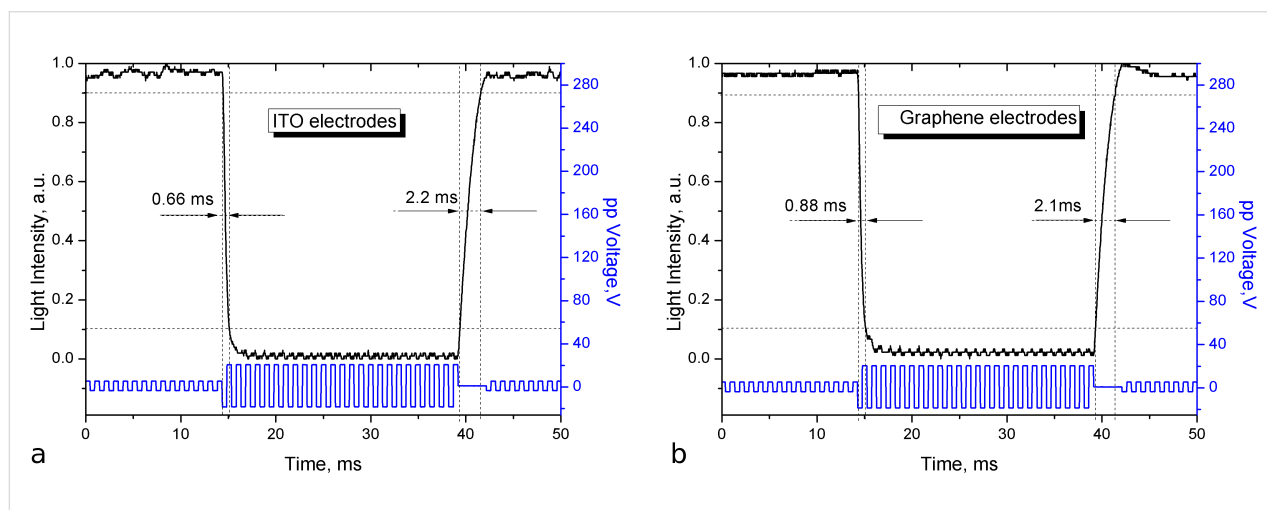 1.0
0.8
0.6
0.4
0.2
0.0
Light Intensity, a.u.
ITO electrodes
0.66 ms
2.2 ms
280
240
200
160
120
80
40
0
pp Voltage,V
0 10 20 30 40 50
Time, ms
a
1.0
0.8
0.6
0.4
0.2
0.0
Light Intensity, a.u.
Graphene electrodes
0.88 ms
2.1ms
280
240
200
160
120
80
40
0
pp Voltage,V
0 10 20 30 40 50
Time, ms
b